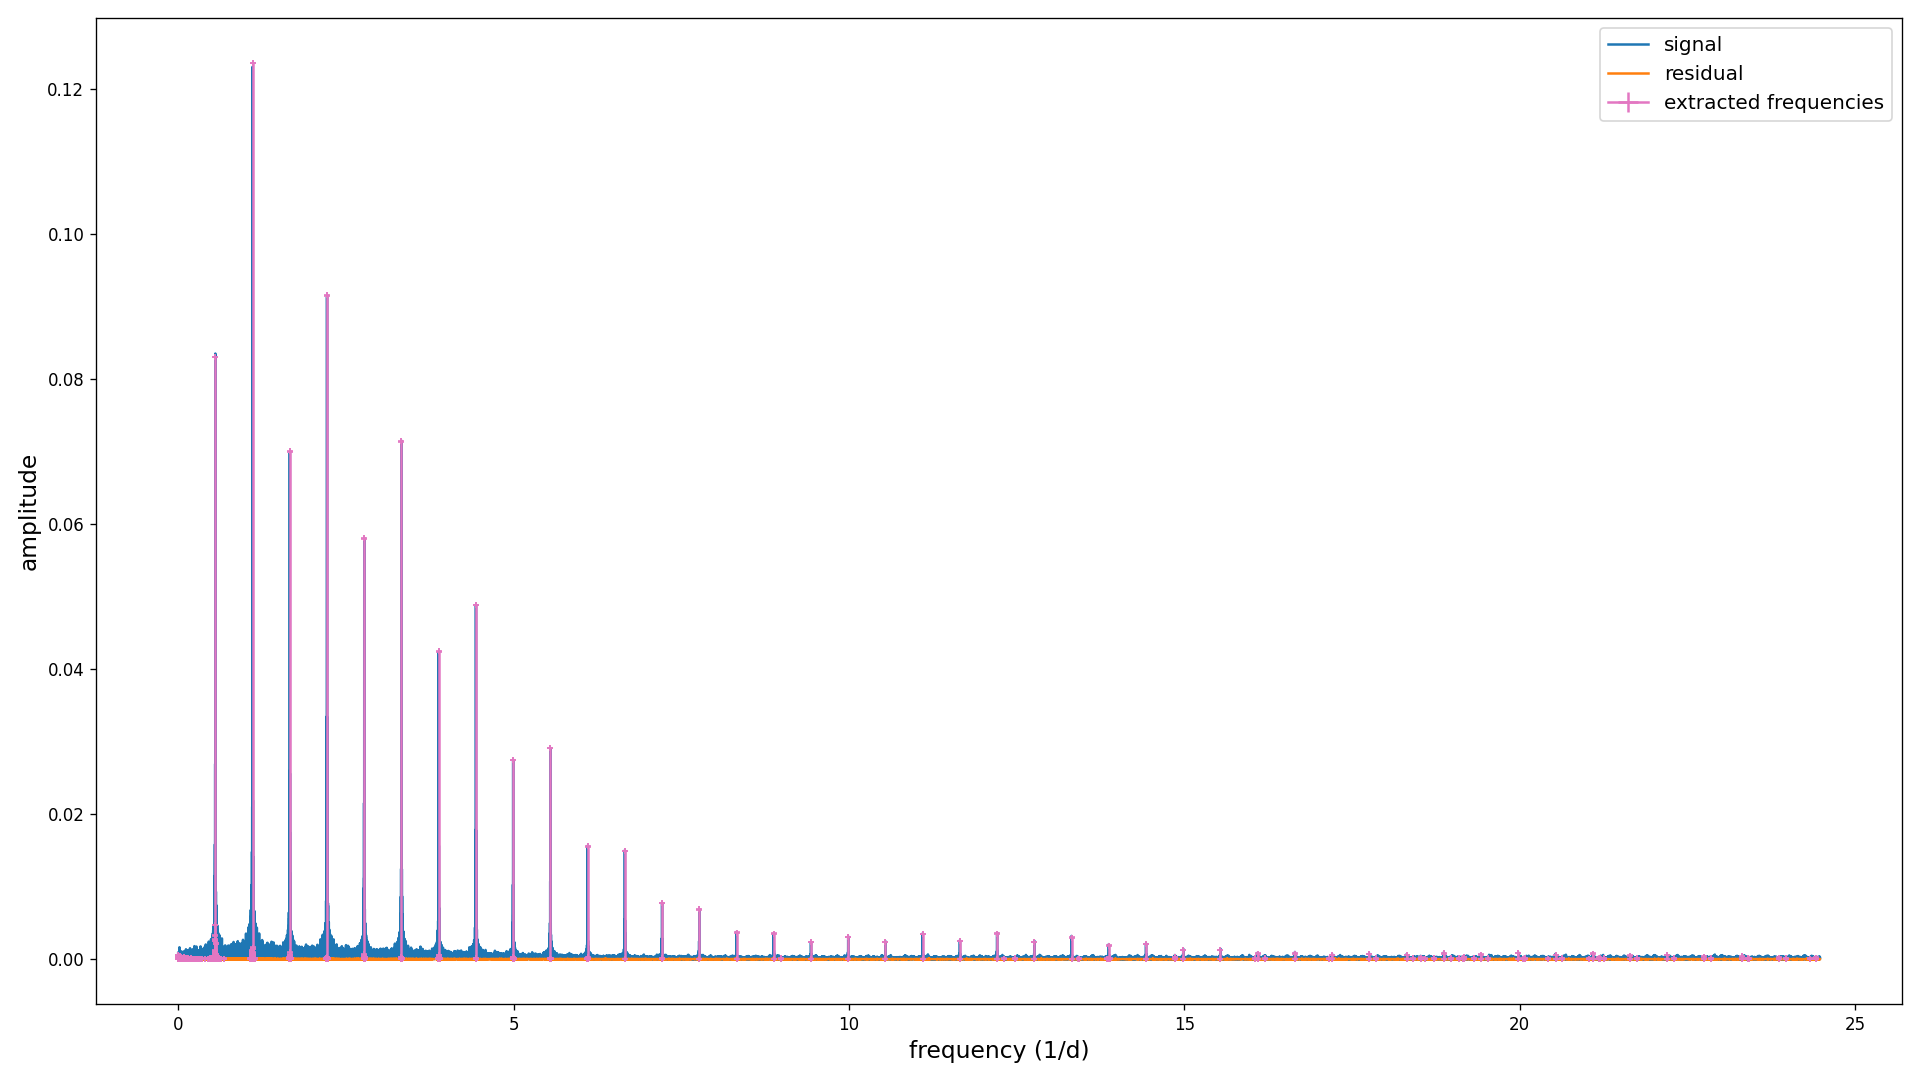 signal
residual
extracted frequencies
0.12
0.10
0.08
0.06
0.04
0.02
0.00
amplitude
0 5 10 15 20 25
frequency (1/d)